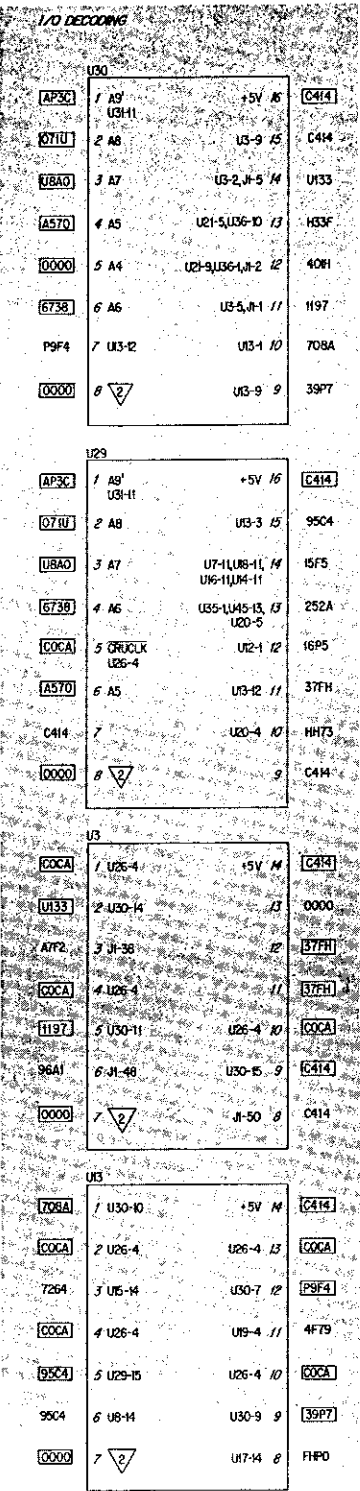 I/O DECODING
U30
AP3C 1 A9' +5V 16 C414
U31-11
071U 2 A8 U3-9 15 C414
U8A0 3 A7 U3-2,J1-5 14 U133
A570 4 A5 U21-5,U36-10 13 H33F
0000 5 A4 U21-9,U36-1,J1-2 12 401H
6738 6 A6 U3-5,J1-1 11 1197
P9F4 7 U13-12 U13-1 10 708A
0000 8 2 U13-9 9 39P7
U29
AP3C 1 A9' +5V 16 C414
U31-11
071U 2 A8 U13-3 15 95C4
U8A0 3 A7 U7-11,U18-11, 14 15F5
U16-11,U14-11
6738 4 A6 U35-1,U45-13, 13 252A
U20-5
C0CA 5 CRUCLK U12-1 12 16P5
U26-4
A570 6 A5 U13-12 11 37FH
C414 7 U20-4 10 HH73
0000 8 2 9 C414
U3
C0CA 1 U26-4 +5V 14 C414
U133 2 U30-14 13 0000
A7F2 3 J1-38 12 37FH
C0CA 4 U26-4 11 37FH
1197 5 U30-11 U26-4 10 C0CA
96A1 6 J1-48 U30-15 9 C414
0000 7 2 J1-50 8 C414
U13
708A 1 U30-10 +5V 14 C414
C0CA 2 U26-4 U26-4 13 C0CA
7264 3 U15-14 U30-7 12 P9F4
C0CA 4 U26-4 U19-4 11 4F79
95C4 5 U29-15 U26-4 10 C0CA
95C4 6 U8-14 U30-9 9 39P7
0000 7 2 U17-14 8 FHP0